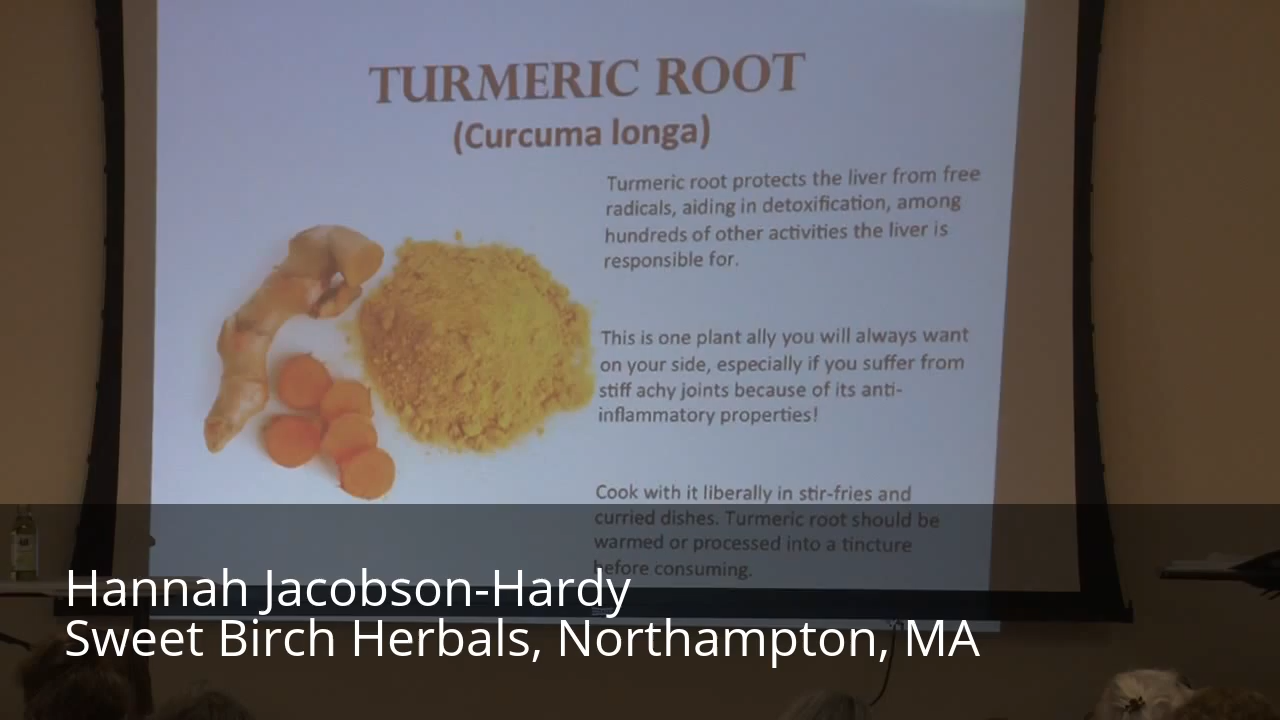 TURMERIC ROOT
(Curcuma longa)
Turmeric root protects the liver from free
radicals, aiding in detoxification, among
hundreds of other activities the liver is
responsible for.
This is one plant ally you will always want
on your side, especially if you suffer from
stiff achy joints because of its anti-
inflammatory properties!
Cook with it liberally in stir-fries and
curried dishes. Turmeric root should be
warmed or processed into a tincture
before consuming.
Hannah Jacobson-Hardy
Sweet Birch Herbals, Northampton, MA